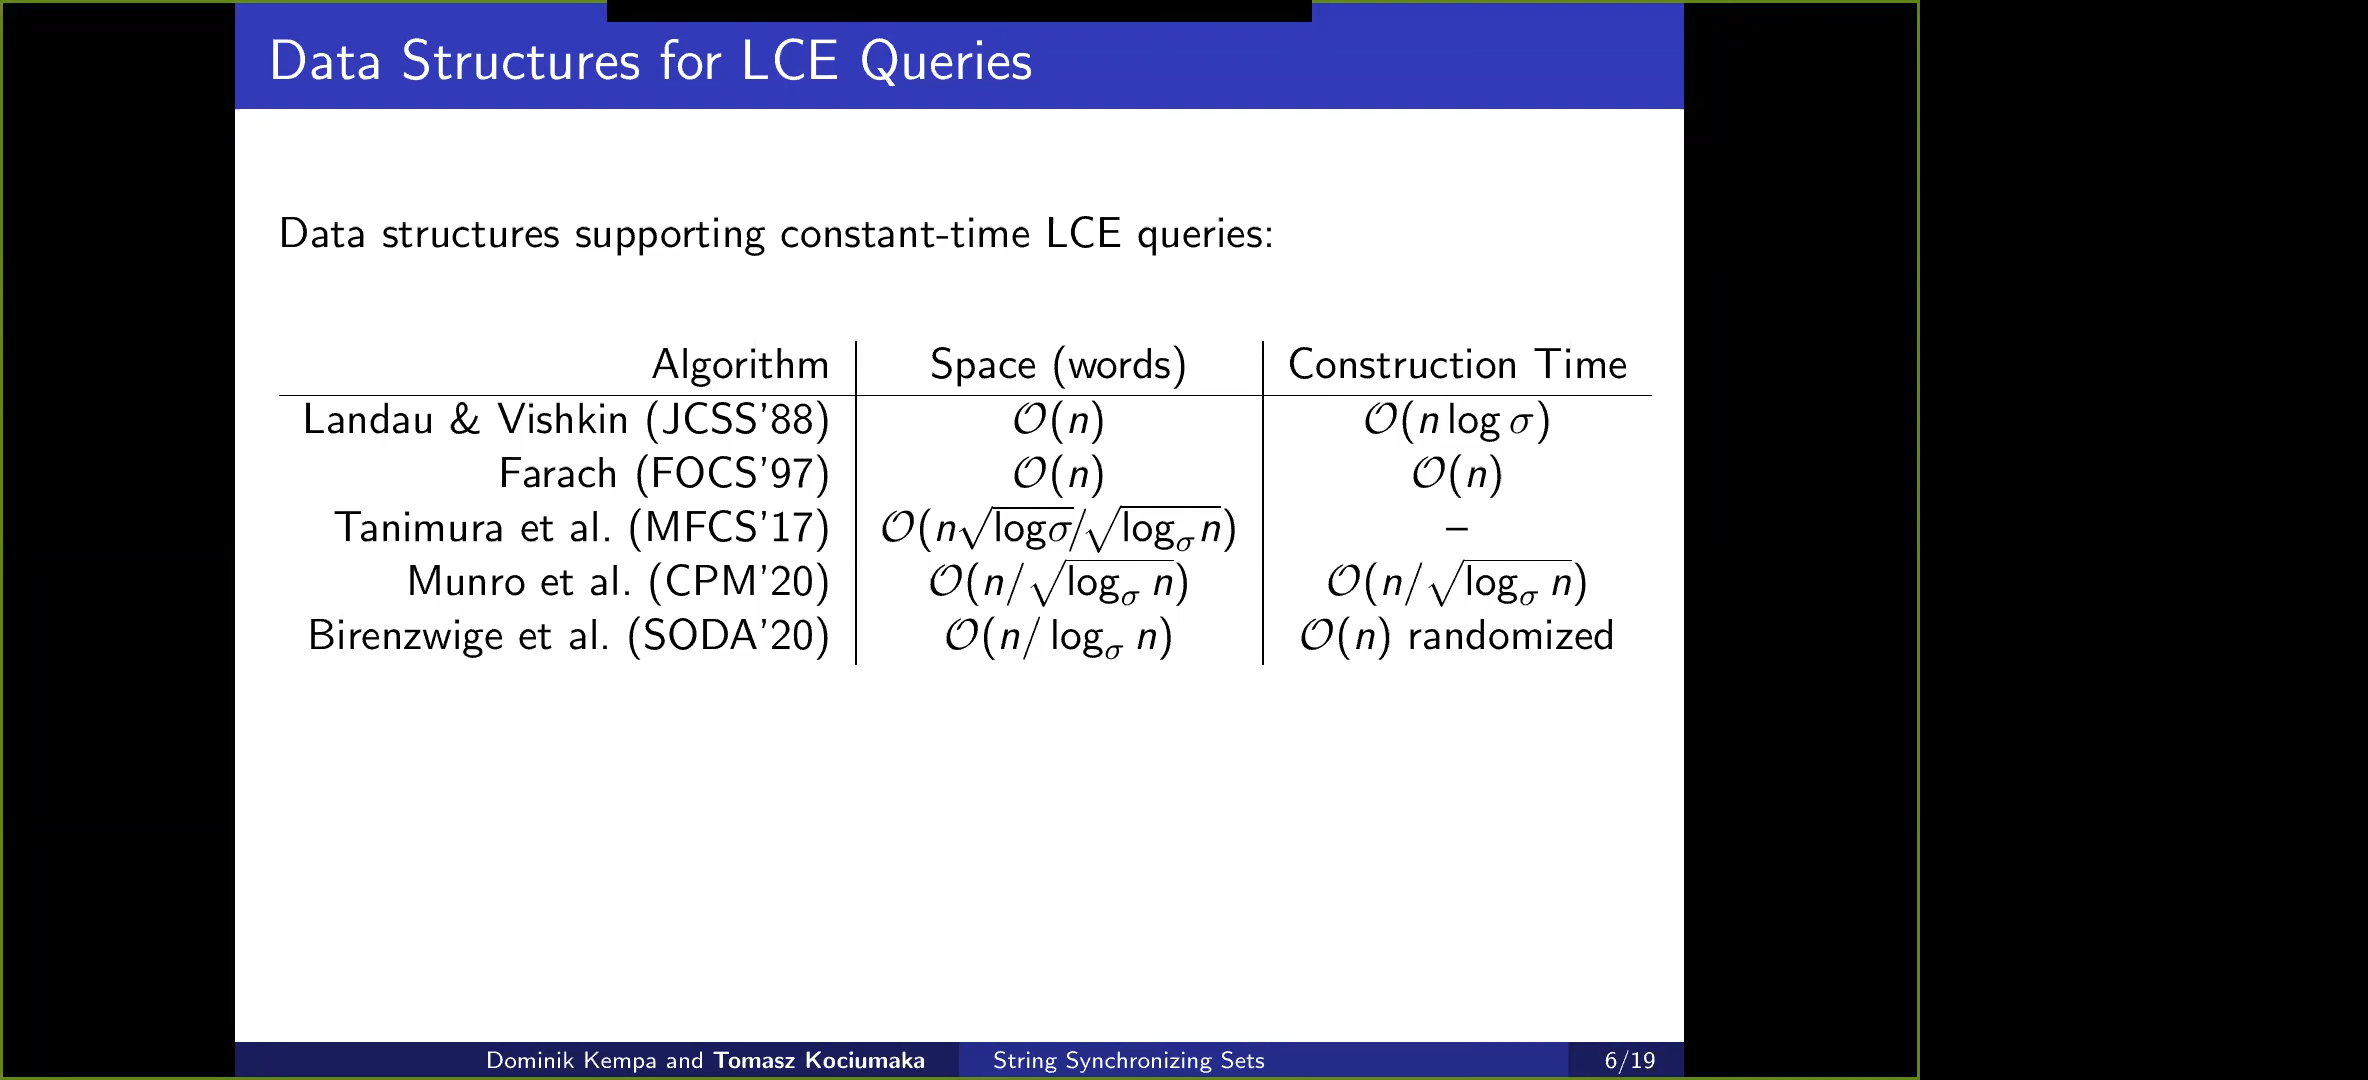 Data Structures for LCE Queries
Data structures supporting constant-time LCE queries:
Algorithm Space (words) Construction Time
Landau & Vishkin (JCSS'88) O(n) O(n log σ)
Farach (FOCS'97) O(n) O(n)
Tanimura et al. (MFCS'17) O(n√logσ/√log_σ n) –
Munro et al. (CPM'20) O(n/√log_σ n) O(n/√log_σ n)
Birenzwige et al. (SODA'20) O(n/ log_σ n) O(n) randomized
Dominik Kempa and Tomasz Kociumaka String Synchronizing Sets 6/19